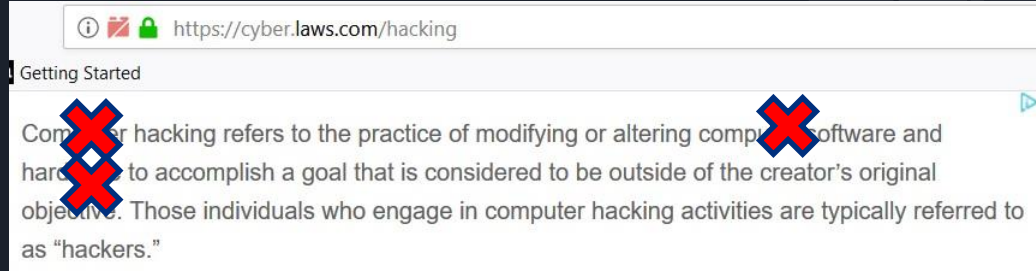 https://cyber.laws.com/hacking
Getting Started
hacking refers to the practice of modifying or altering software and
to accomplish a goal that is considered to be outside of the creator’s original
objective. Those individuals who engage in computer hacking activities are typically referred to
as “hackers.”